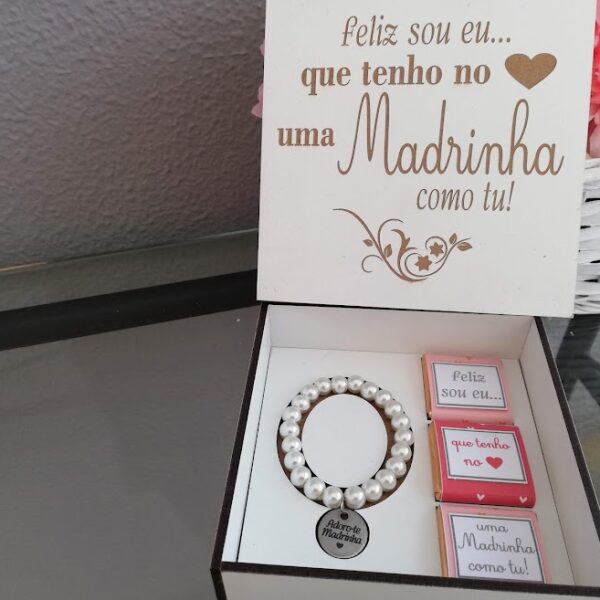 feliz sou eu...
que tenho no
uma Madrinha
como tu!
feliz
sou eu...
que tenho
no
uma
Madrinha
como tu!
Adoro-te
Madrinha